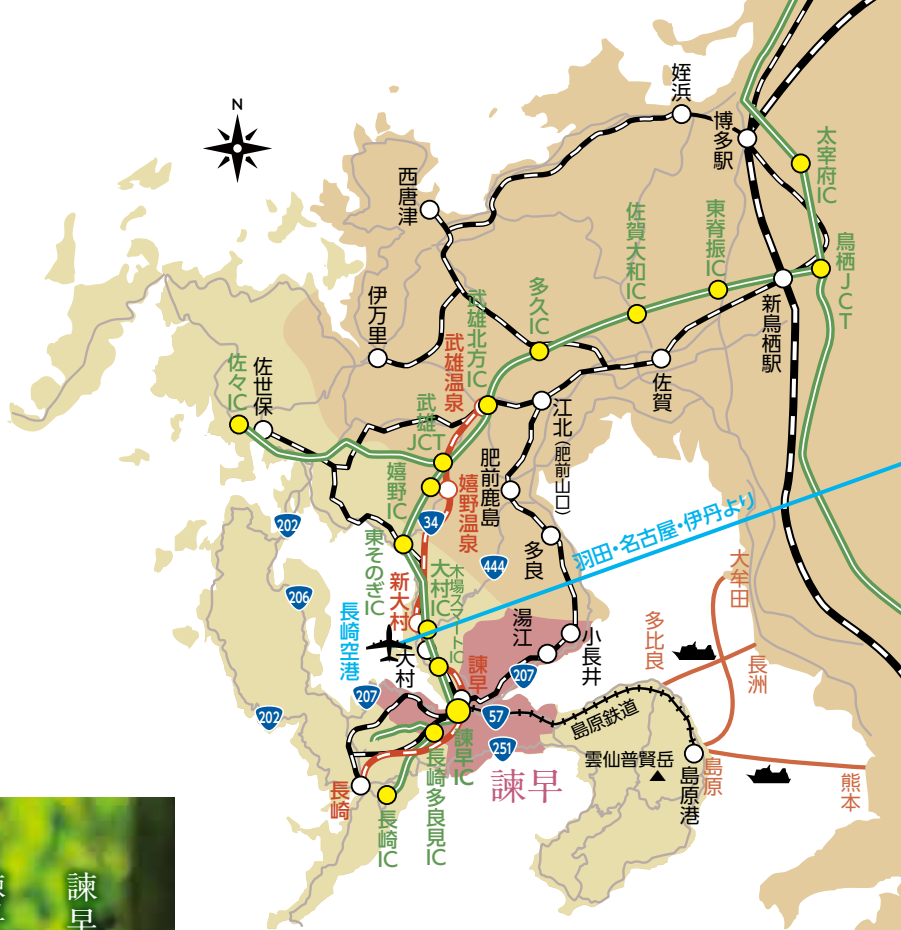 N
姪浜
博多駅
太宰府IC
西唐津
佐賀大和IC
東脊振IC
鳥栖JCT
伊万里
武雄北方IC
多久IC
新鳥栖駅
武雄温泉
佐々IC
佐世保
佐賀
武雄JCT
江北(肥前山口)
嬉野IC
嬉野温泉
肥前鹿島
34
202
東そのぎIC
444
多良
羽田・名古屋・伊丹より
206
新大村
大村IC
木場スマートIC
大牟田
長崎空港
大村
湯江
小長井
多比良
長洲
諫早
207
207
57
202
251
島原鉄道
諫早IC
諫早
雲仙普賢岳
島原港
島原
熊本
長崎
長崎IC
長崎多良見IC
諫早